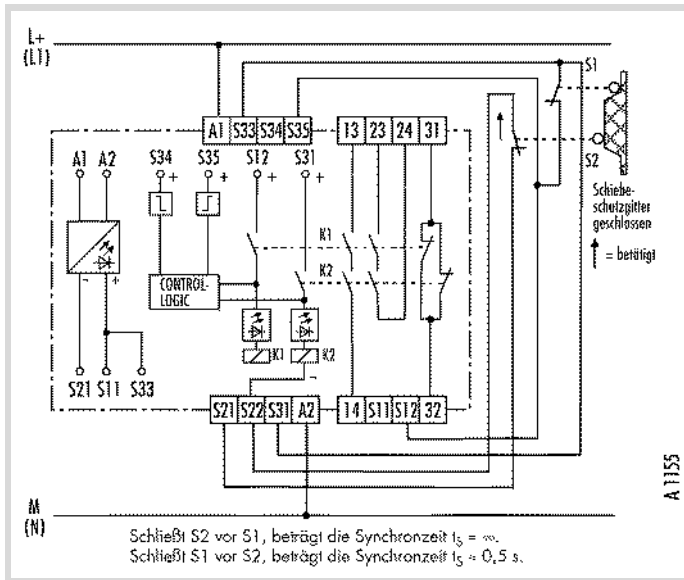 L+
(L1)
S1
A1 S33 S34 S35 13 23 24 31
A1 A2 S34 S35 S12 S31
+ + + +
S2
Schiebe-
schutzgitter
geschlossen
K1
= betätigt
K2
CONTROL-
LOGIC
- +
K1 K2
S21 S11 S33
-
S21 S22 S31 A2 14 S11 S12 32
A 1155
M
(N)
Schließt S2 vor S1, beträgt die Synchronzeit tS = ∞.
Schließt S1 vor S2, beträgt die Synchronzeit tS ≈ 0,5 s.